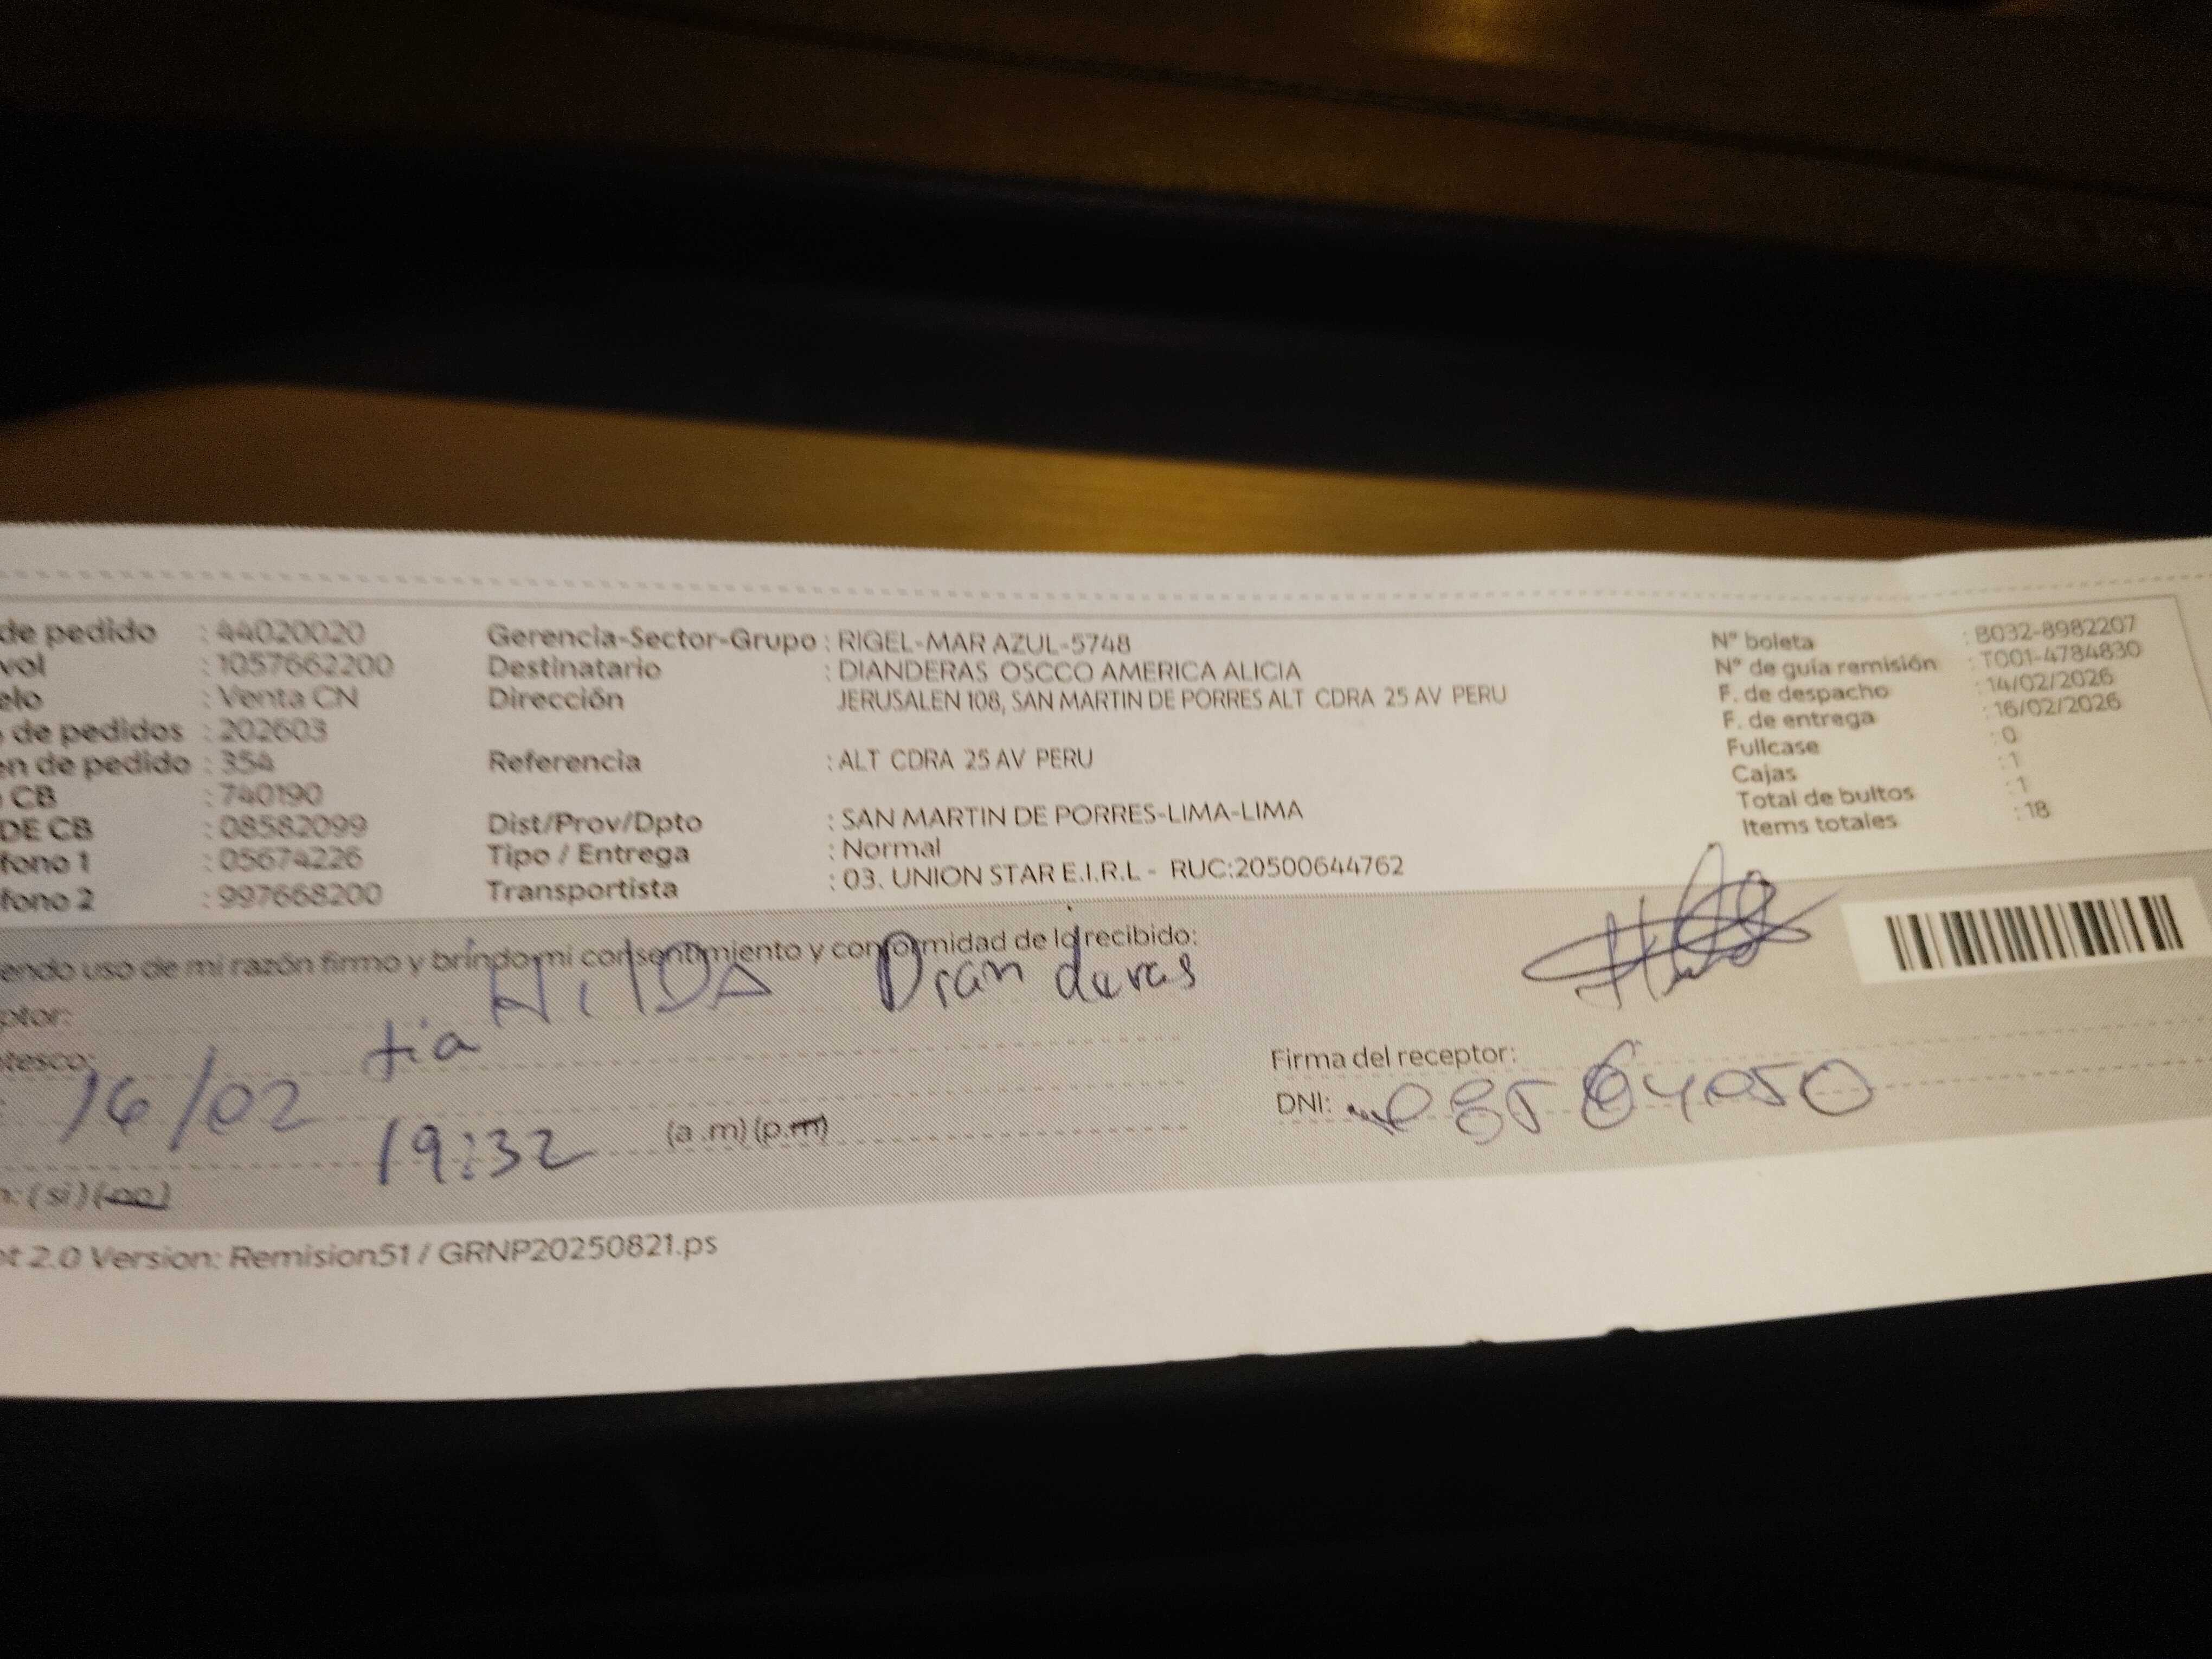 de pedido : 44020020
vol : 1057662200
elo : Venta CN
de pedidos : 202603
en de pedido : 354
CB : 740190
DE CB : 08582099
fono 1 : 05674226
fono 2 : 997668200
Gerencia-Sector-Grupo : RIGEL-MAR AZUL-5748
Destinatario : DIANDERAS OSCCO AMERICA ALICIA
Dirección JERUSALEN 108, SAN MARTIN DE PORRES ALT CDRA 25 AV PERU
Referencia : ALT CDRA 25 AV PERU
Dist/Prov/Dpto : SAN MARTIN DE PORRES-LIMA-LIMA
Tipo / Entrega : Normal
Transportista : 03. UNION STAR E.I.R.L - RUC:20500644762
N° boleta : B032-8982207
N° de guía remisión : T001-4784830
F. de despacho : 14/02/2026
F. de entrega : 16/02/2026
Fullcase : 0
Cajas : 1
Total de bultos : 1
Items totales : 18
endo uso de mi razón firmo y brindo mi consentimiento y conformidad de lo recibido:
ptor: HilDA Dianderas
tesco: tia
16/02 19:32 (a .m) (p.m)
n: (si) (no)
Firma del receptor:
DNI:
t 2.0 Version: Remision51 / GRNP20250821.ps